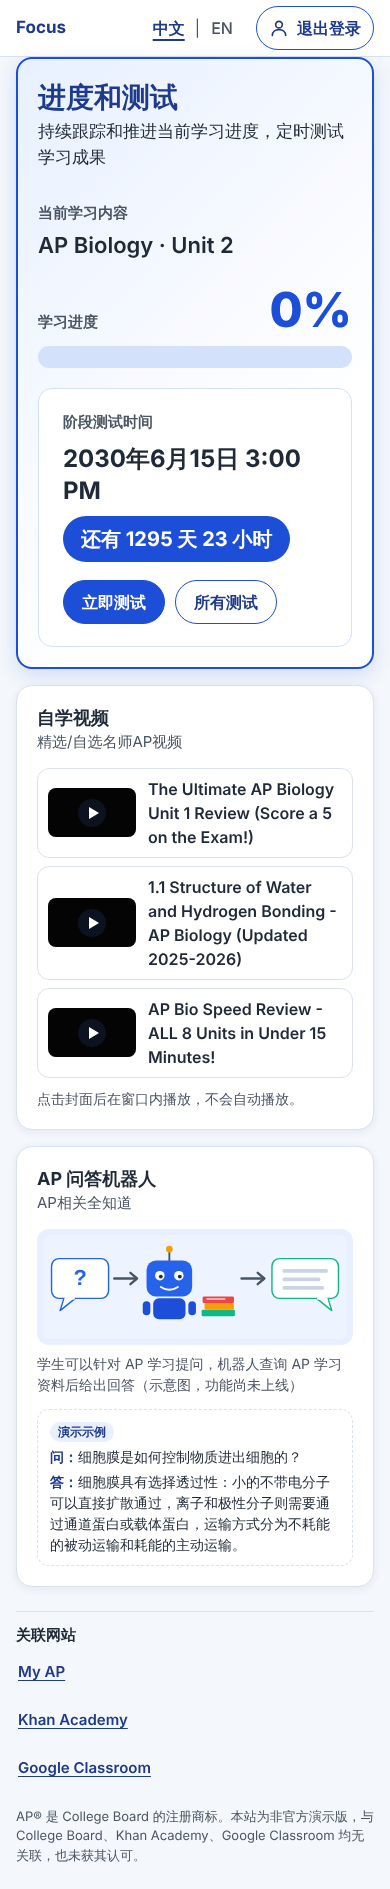 Focus
中文 | EN
退出登录
进度和测试
持续跟踪和推进当前学习进度，定时测试
学习成果
当前学习内容
AP Biology · Unit 2
学习进度
0%
阶段测试时间
2030年6月15日 3:00
PM
还有 1295 天 23 小时
立即测试
所有测试
自学视频
精选/自选名师AP视频
The Ultimate AP Biology
Unit 1 Review (Score a 5
on the Exam!)
1.1 Structure of Water
and Hydrogen Bonding -
AP Biology (Updated
2025-2026)
AP Bio Speed Review -
ALL 8 Units in Under 15
Minutes!
点击封面后在窗口内播放，不会自动播放。
AP 问答机器人
AP相关全知道
?
学生可以针对 AP 学习提问，机器人查询 AP 学习
资料后给出回答（示意图，功能尚未上线）
演示示例
问：细胞膜是如何控制物质进出细胞的？
答：细胞膜具有选择透过性：小的不带电分子
可以直接扩散通过，离子和极性分子则需要通
过通道蛋白或载体蛋白，运输方式分为不耗能
的被动运输和耗能的主动运输。
关联网站
My AP
Khan Academy
Google Classroom
AP® 是 College Board 的注册商标。本站为非官方演示版，与
College Board、Khan Academy、Google Classroom 均无
关联，也未获其认可。